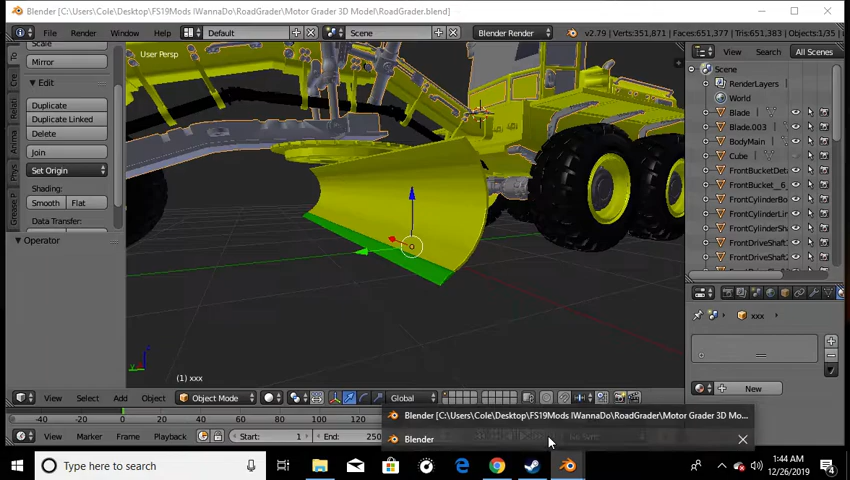 Blender [C:\Users\Cole\Desktop\FS19Mods IWannaDo\RoadGrader\Motor Grader 3D Model\RoadGrader.blend]
File Render Window Help Default Scene Blender Render v2.79 | Verts:351,871 | Faces:651,377 | Tris:651,383 | Objects:1/35
User Persp
View Search All Scenes
Scale
Mirror
Edit
Duplicate
Duplicate Linked
Delete
Join
Set Origin
Shading:
Smooth Flat
Data Transfer:
Operator
Scene
RenderLayers
World
Blade
Blade.003
BodyMain
Cube
FrontBucketDeta
FrontBucket__6_
FrontCylinderBo
FrontCylinderLin
FrontCylinderSha
FrontDriveShaft
FrontDriveShaft2
xxx
New
(1) xxx
View Select Add Object Object Mode Global
-40 -20 0 20 40 60 80 100 120
View Marker Frame Playback Start: 1 End: 250
Blender [C:\Users\Cole\Desktop\FS19Mods IWannaDo\RoadGrader\Motor Grader 3D Mo...
Blender
Type here to search
1:44 AM
12/26/2019